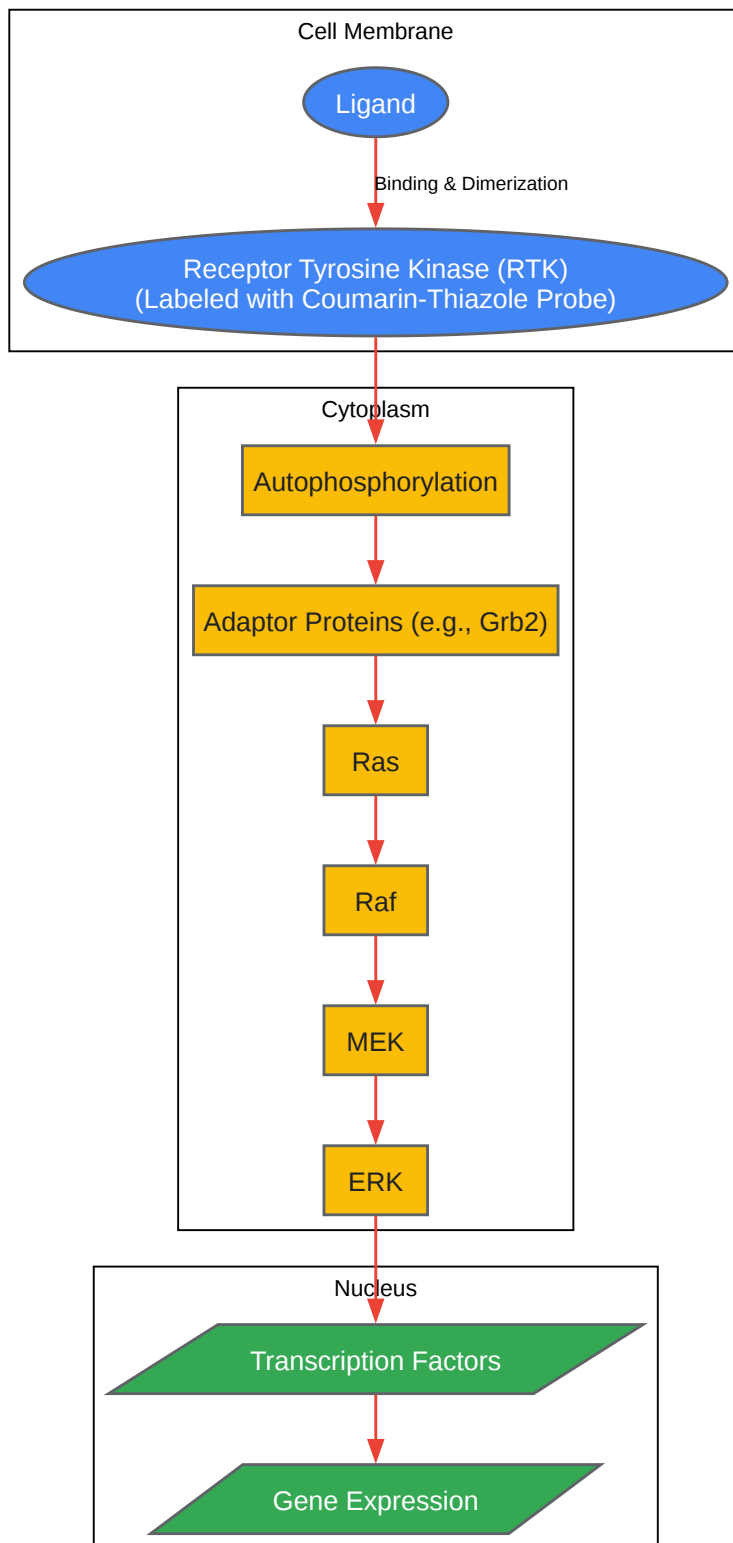 Cell Membrane
Ligand
Binding & Dimerization
Receptor Tyrosine Kinase (RTK)
(Labeled with Coumarin-Thiazole Probe)
Cytoplasm
Autophosphorylation
Adaptor Proteins (e.g., Grb2)
Ras
Raf
MEK
ERK
Nucleus
Transcription Factors
Gene Expression